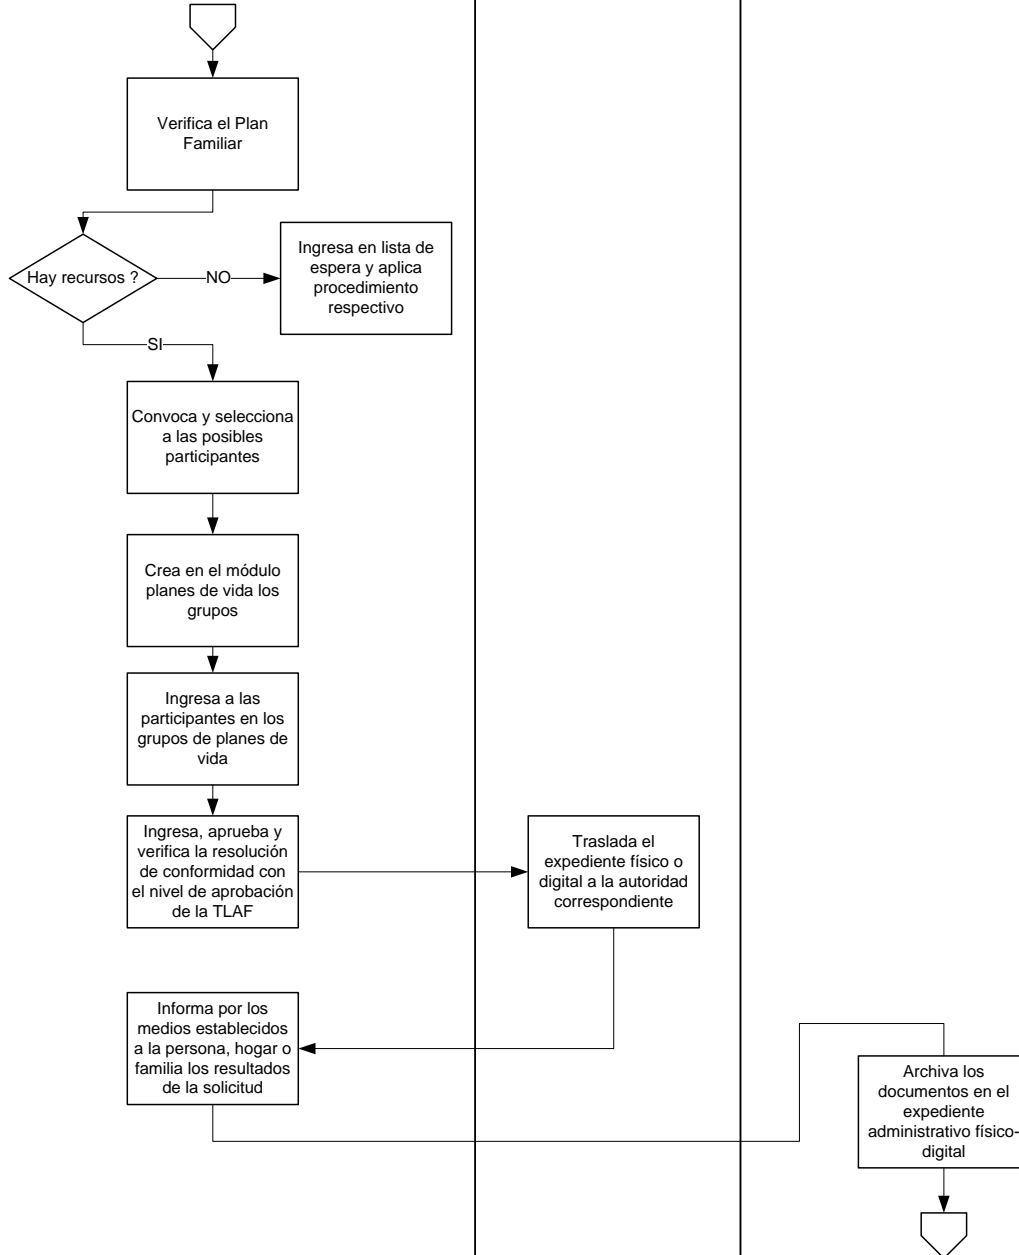 Verifica el Plan
Familiar
Hay recursos ?
NO
Ingresa en lista de
espera y aplica
procedimiento
respectivo
SI
Convoca y selecciona
a las posibles
participantes
Crea en el módulo
planes de vida los
grupos
Ingresa a las
participantes en los
grupos de planes de
vida
Ingresa, aprueba y
verifica la resolución
de conformidad con
el nivel de aprobación
de la TLAF
Traslada el
expediente físico o
digital a la autoridad
correspondiente
Informa por los
medios establecidos
a la persona, hogar o
familia los resultados
de la solicitud
Archiva los
documentos en el
expediente
administrativo físico-
digital